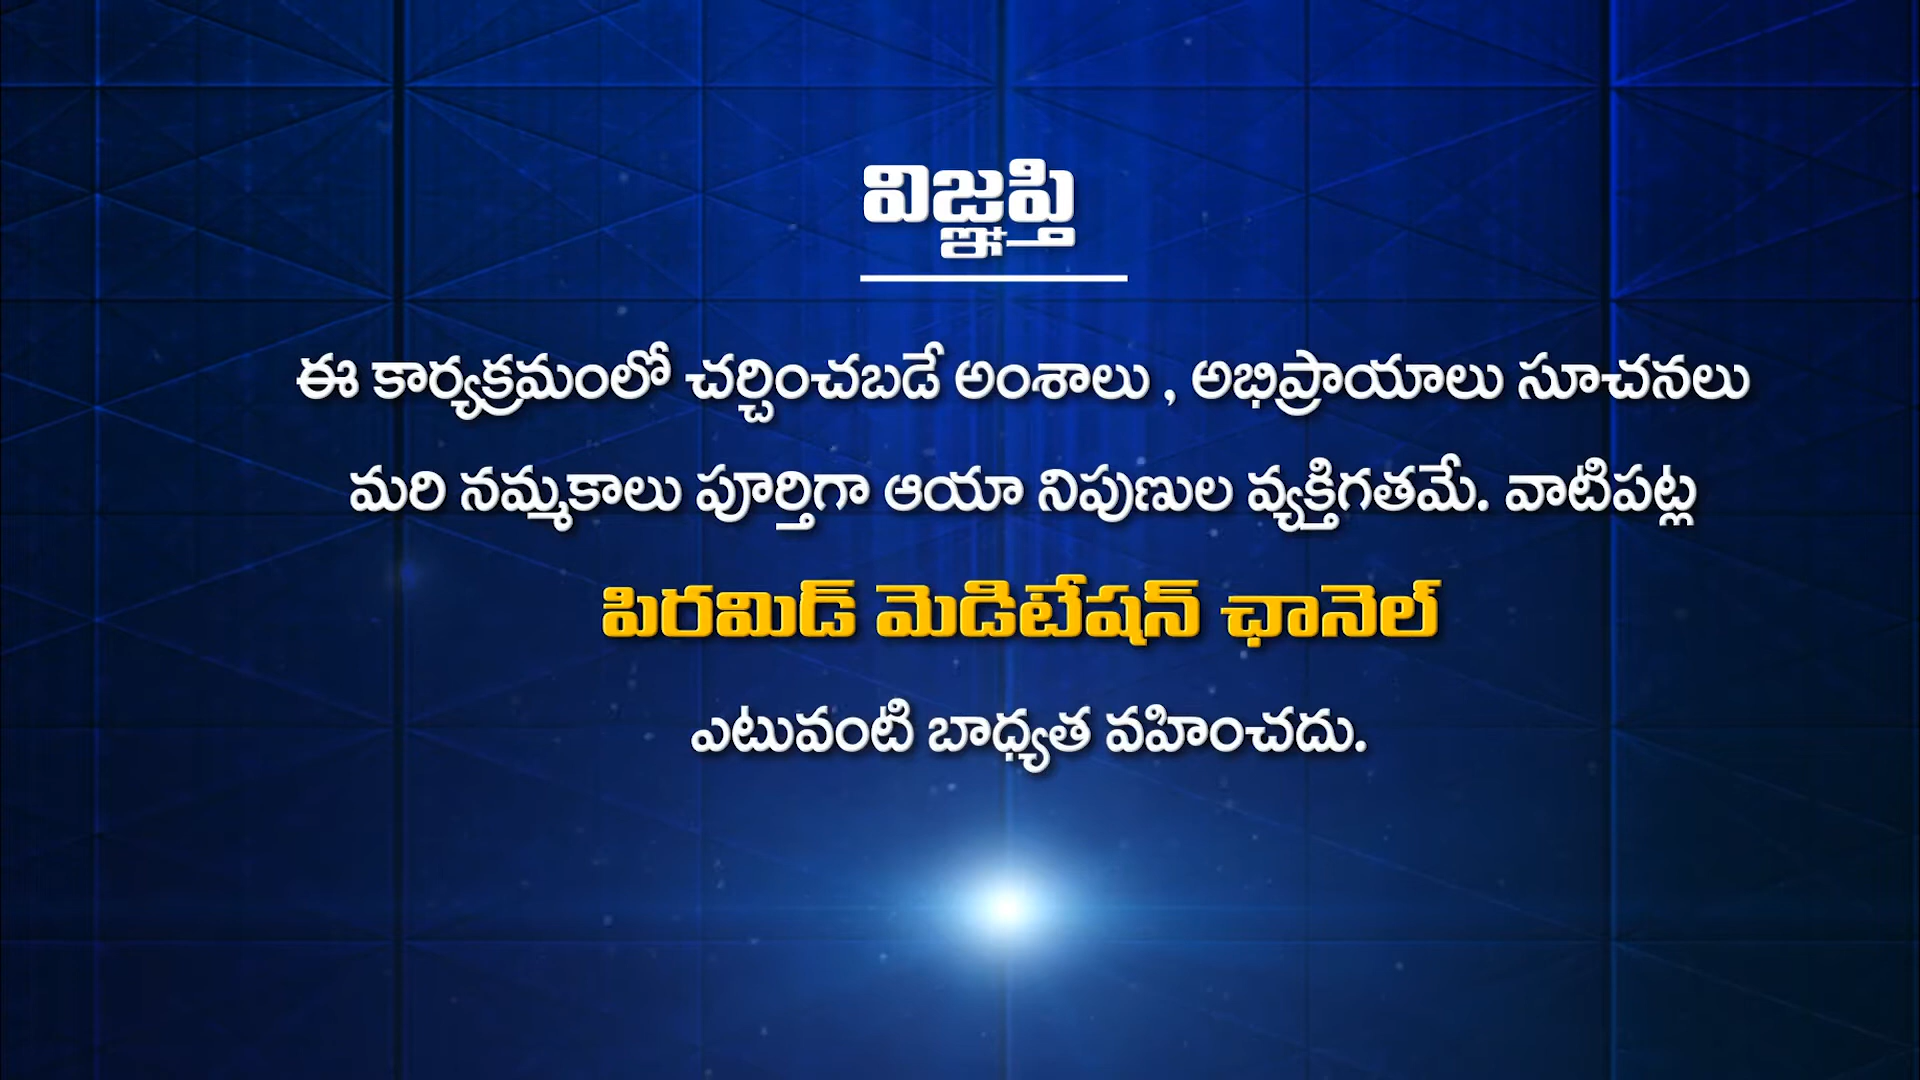 విజ్ఞప్తి
ఈ కార్యక్రమంలో చర్చించబడే అంశాలు , అభిప్రాయాలు సూచనలు
మరి నమ్మకాలు పూర్తిగా ఆయా నిపుణుల వ్యక్తిగతమే. వాటిపట్ల
పిరమిడ్ మెడిటేషన్ ఛానెల్
ఎటువంటి బాధ్యత వహించదు.